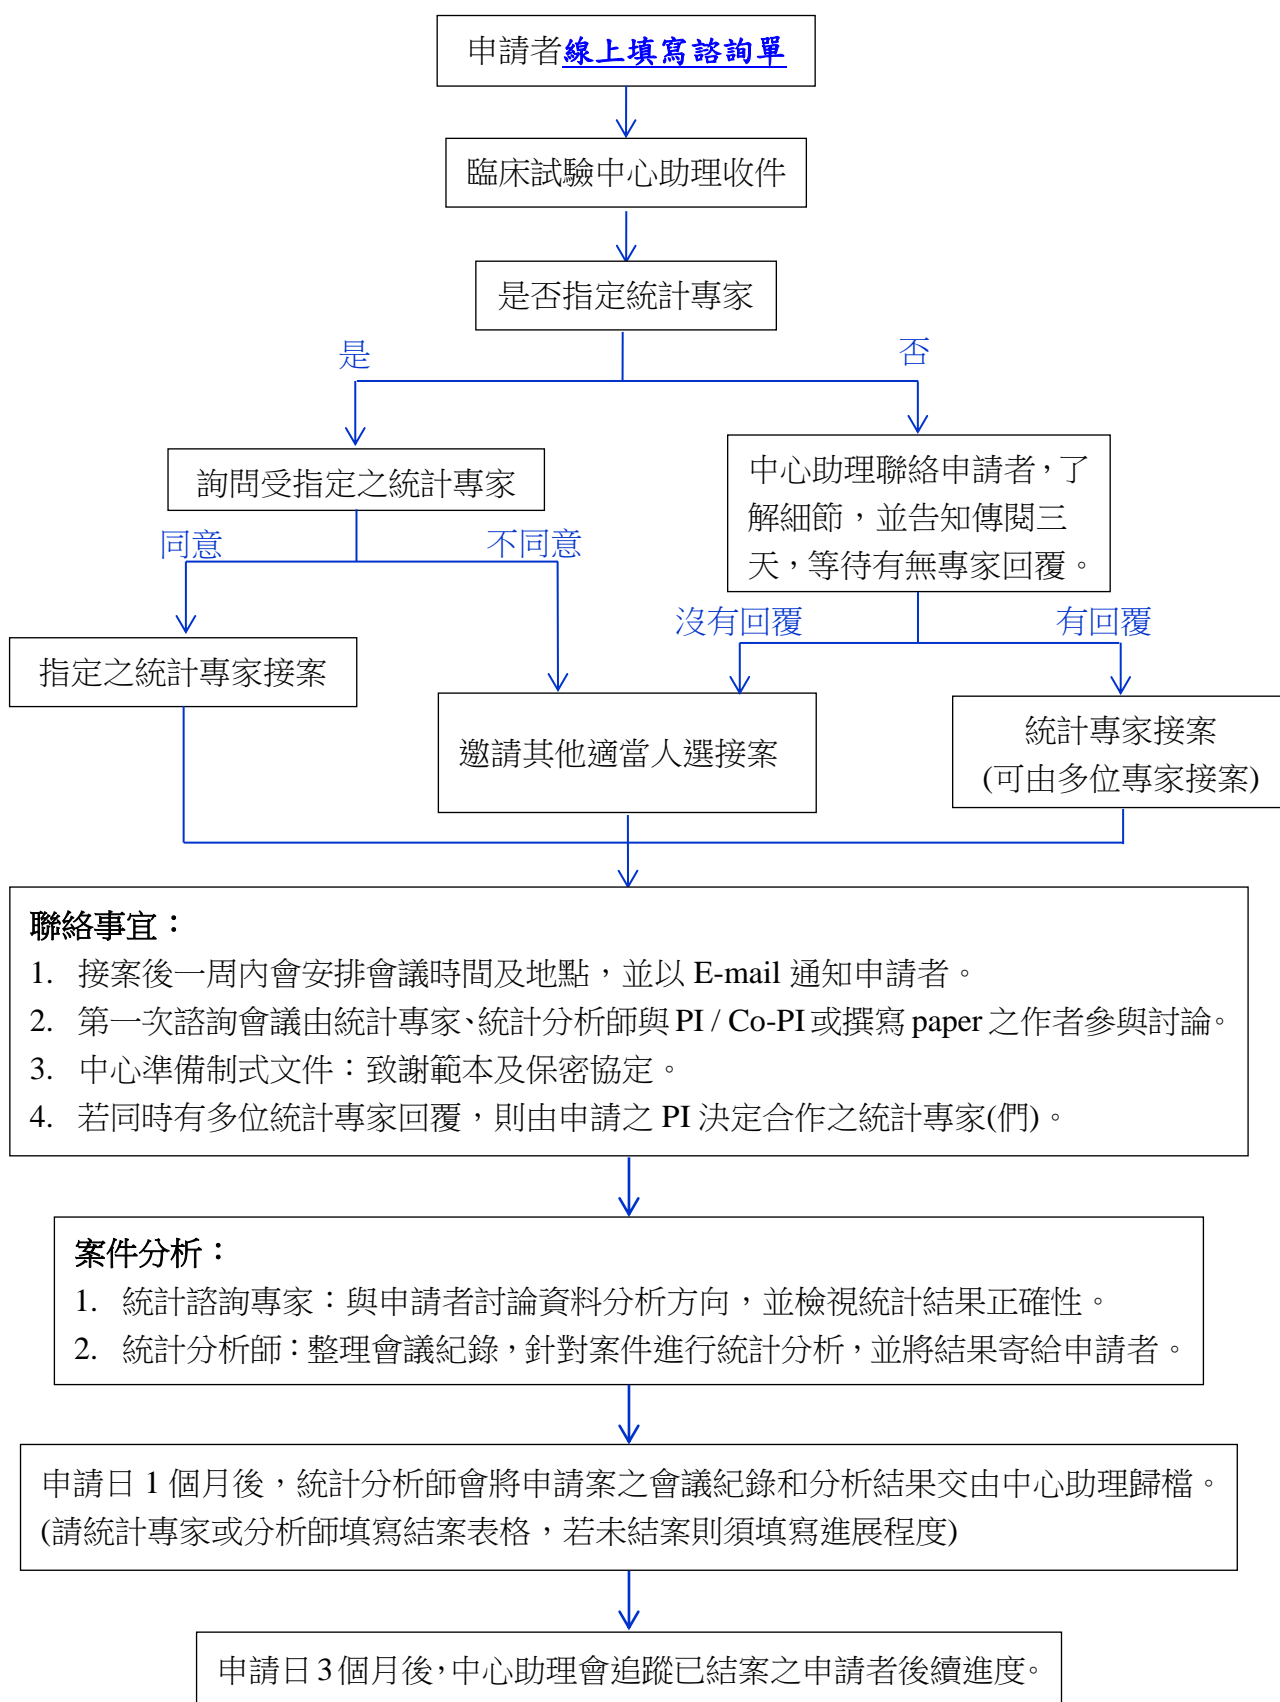 申請者線上填寫諮詢單
臨床試驗中心助理收件
是否指定統計專家
是
否
詢問受指定之統計專家
中心助理聯絡申請者，了
解細節，並告知傳閱三
天，等待有無專家回覆。
同意
不同意
沒有回覆
有回覆
指定之統計專家接案
邀請其他適當人選接案
統計專家接案
(可由多位專家接案)
聯絡事宜：
1. 接案後一周內會安排會議時間及地點，並以 E-mail 通知申請者。
2. 第一次諮詢會議由統計專家、統計分析師與 PI / Co-PI 或撰寫 paper 之作者參與討論。
3. 中心準備制式文件：致謝範本及保密協定。
4. 若同時有多位統計專家回覆，則由申請之 PI 決定合作之統計專家(們)。
案件分析：
1. 統計諮詢專家：與申請者討論資料分析方向，並檢視統計結果正確性。
2. 統計分析師：整理會議紀錄，針對案件進行統計分析，並將結果寄給申請者。
申請日 1 個月後，統計分析師會將申請案之會議紀錄和分析結果交由中心助理歸檔。
(請統計專家或分析師填寫結案表格，若未結案則須填寫進展程度)
申請日 3 個月後，中心助理會追蹤已結案之申請者後續進度。